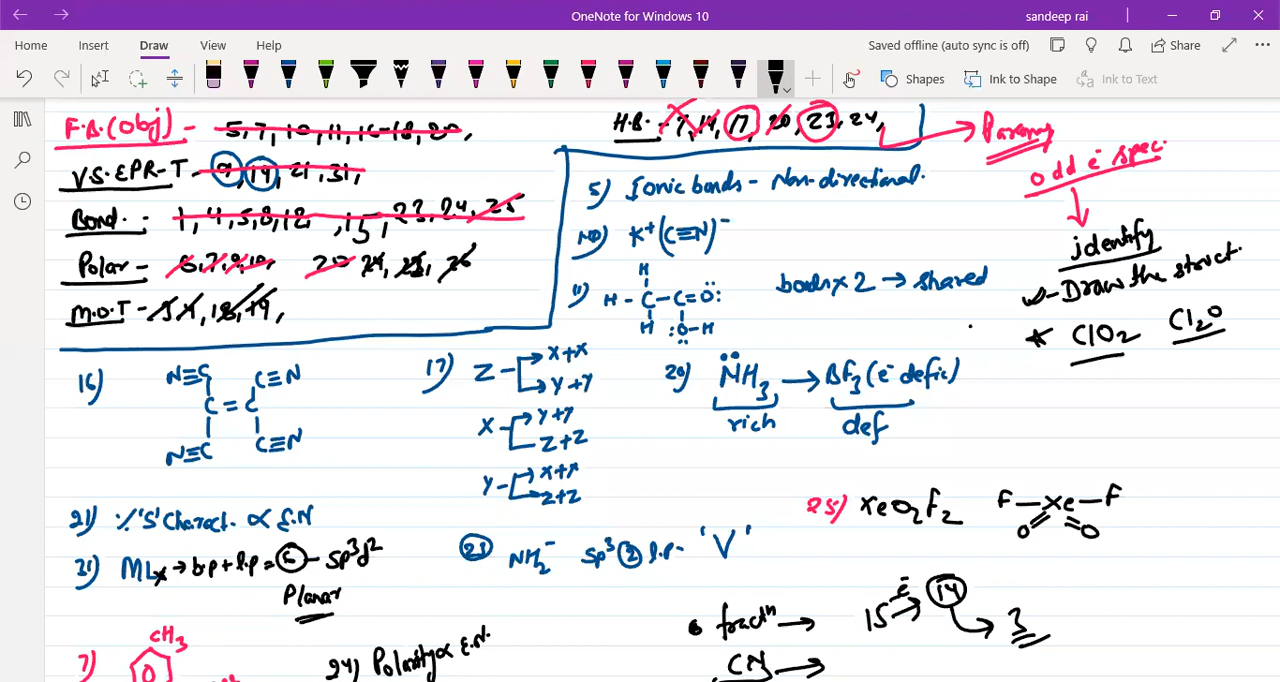 OneNote for Windows 10
sandeep rai
Home Insert Draw View Help
Saved offline (auto sync is off)
Share
Shapes
Ink to Shape
Ink to Text
F.B.(Obj) - 5, 7, 10, 11, 16-18, 20,
V.S.EPR-T - 9, 19, 21, 31,
Bond. - 1, 4, 5, 8, 12, 15, 23, 24, 25
Polar - 6, 7, 9, 10, 20, 24, 25, 26
M.O.T
H.B. - 7, 14, 17, 20, 23, 24,
odd e⁻ spec.
identify
- Draw the struct
* ClO2 Cl2O
5) Ionic bonds - Non-directional.
10) K⁺(C≡N)⁻
11) H
H - C - C = O:
H :O-H
bonds x 2 → shared
16) N≡C C≡N
C = C
N≡C C≡N
17) Z X+X
Y+Y
X Y+Y
Z+Z
Y X+X
Z+Z
20) NH3 → BF3 (e⁻ defic)
rich def
21) %'S' Charact. ∝ E.N
31) MLx → b.p + l.p = 6 - sp³d²
Planar
23 NH2⁻ sp³ 2 l.p - 'V'
25) XeO2F2 F - Xe - F
O O
fractⁿ → 15 e⁻ 14
3
CN →
7) CH3
24) Polarity ∝ E.N.